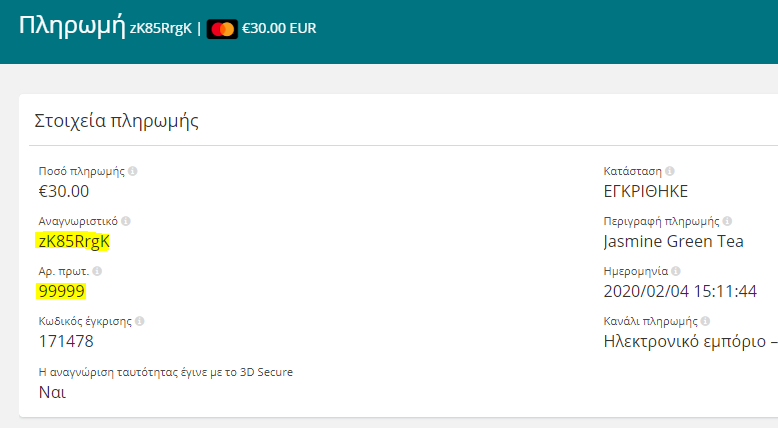 Πληρωμή zK85RrgK | €30.00 EUR
Στοιχεία πληρωμής
Ποσό πληρωμής
€30.00
Αναγνωριστικό
zK85RrgK
Αρ. πρωτ.
99999
Κωδικός έγκρισης
171478
Η αναγνώριση ταυτότητας έγινε με το 3D Secure
Ναι
Κατάσταση
ΕΓΚΡΙΘΗΚΕ
Περιγραφή πληρωμής
Jasmine Green Tea
Ημερομηνία
2020/02/04 15:11:44
Κανάλι πληρωμής
Ηλεκτρονικό εμπόριο –